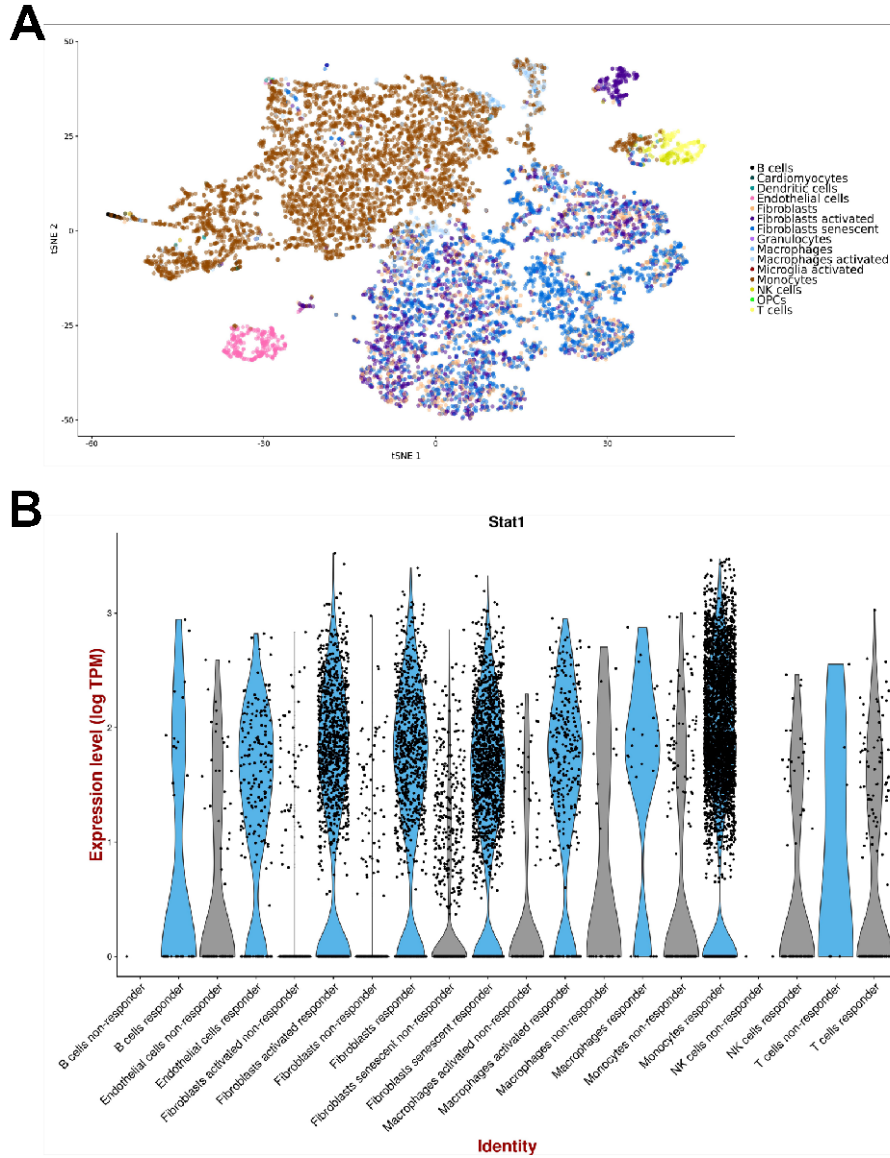 A
50
25
0
-25
-50
tSNE 2
-60
-30
0
30
tSNE 1
B cells
Cardiomyocytes
Dendritic cells
Endothelial cells
Fibroblasts
Fibroblasts activated
Fibroblasts senescent
Granulocytes
Macrophages
Macrophages activated
Microglia activated
Monocytes
NK cells
OPCs
T cells
B
Stat1
Expression level (log TPM)
3
2
1
0
B cells non-responder
B cells responder
Endothelial cells non-responder
Endothelial cells responder
Fibroblasts activated non-responder
Fibroblasts activated responder
Fibroblasts non-responder
Fibroblasts responder
Fibroblasts senescent non-responder
Fibroblasts senescent responder
Macrophages activated non-responder
Macrophages activated responder
Macrophages non-responder
Macrophages responder
Monocytes non-responder
Monocytes responder
NK cells non-responder
NK cells responder
T cells non-responder
T cells responder
Identity